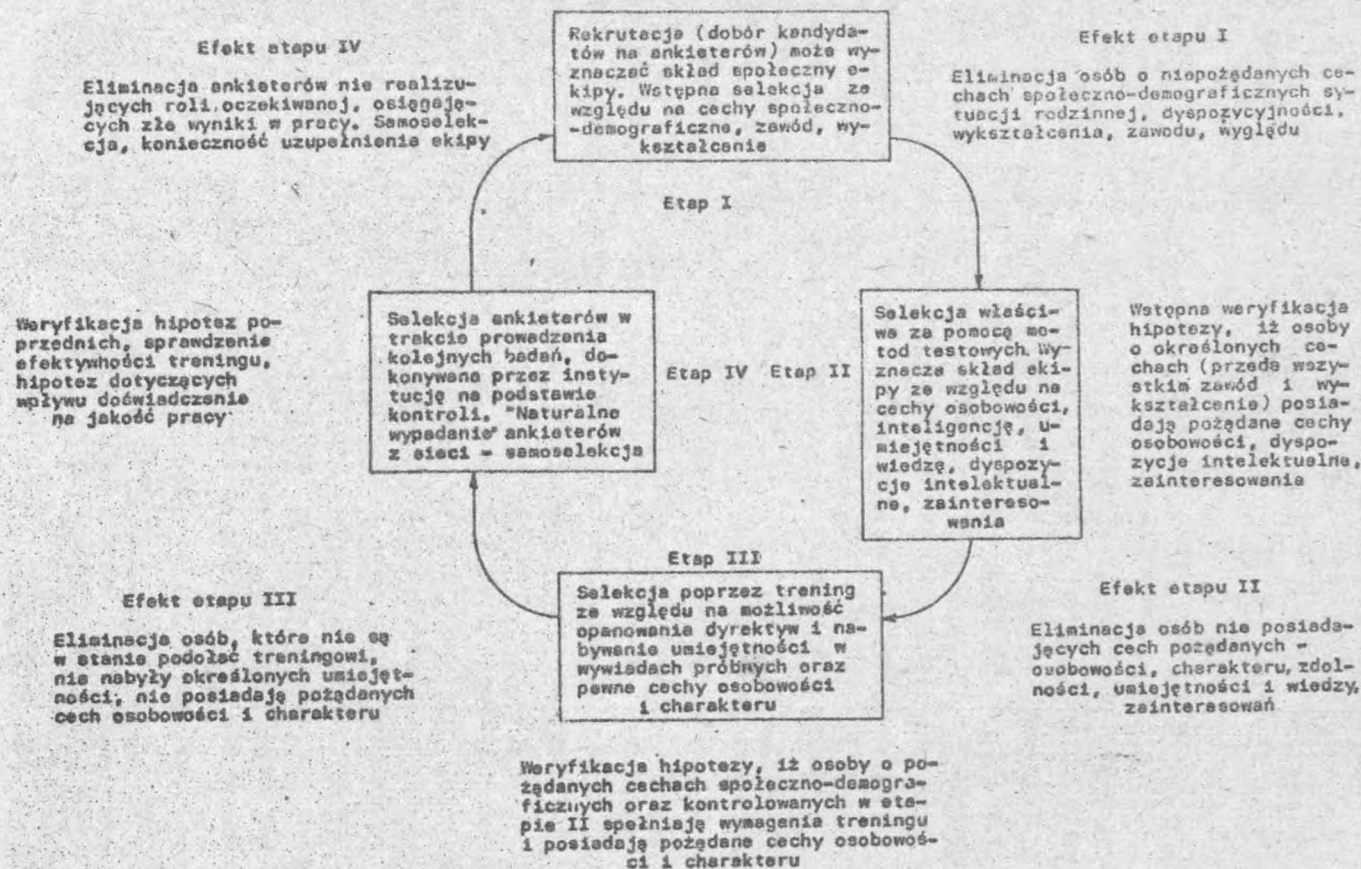 Efekt etapu IV
Eliminacja ankieterów nie realizu-
jących roli oczekiwanej, osiągają-
cych złe wyniki w pracy. Samoselek-
cja, konieczność uzupełnienia ekipy
Rekrutacja (dobór kandyda-
tów na ankieterów) może wy-
znaczać skład społeczny e-
kipy. Wstępna selekcja ze
względu na cechy społeczno-
-demograficzne, zawód, wy-
kształcenie
Etap I
Efekt etapu I
Eliminacja osób o niepożądanych ce-
chach społeczno-demograficznych sy-
tuacji rodzinnej, dyspozycyjności,
wykształcenia, zawodu, wyglądu
Weryfikacja hipotez po-
przednich, sprawdzenie
efektywności treningu,
hipotez dotyczących
wpływu doświadczenia
na jakość pracy
Selekcja ankieterów w
trakcie prowadzenia
kolejnych badań, do-
konywana przez insty-
tucję na podstawie
kontroli. "Naturalne
wypadanie" ankieterów
z sieci - samoselekcja
Etap IV Etap II
Selekcja właści-
wa za pomocą me-
tod testowych. Wy-
znacza skład eki-
py ze względu na
cechy osobowości,
inteligencję, u-
miejętności i
wiedzę, dyspozy-
cje intelektual-
ne, zaintereso-
wania
Wstępna weryfikacja
hipotezy, iż osoby
o określonych ce-
chach (przede wszy-
stkim zawód i wy-
kształcenie) posia-
dają pożądane cechy
osobowości, dyspo-
zycje intelektualne,
zainteresowania
Etap III
Selekcja poprzez trening
ze względu na możliwość
opanowania dyrektyw i na-
bywanie umiejętności w
wywiadach próbnych oraz
pewne cechy osobowości
i charakteru
Efekt etapu III
Eliminacja osób, które nie są
w stanie podołać treningowi,
nie nabyły określonych umiejęt-
ności, nie posiadają pożądanych
cech osobowości i charakteru
Efekt etapu II
Eliminacja osób nie posiada-
jących cech pożądanych -
osobowości, charakteru, zdol-
ności, umiejętności i wiedzy,
zainteresowań
Weryfikacja hipotezy, iż osoby o po-
żądanych cechach społeczno-demogra-
ficznych oraz kontrolowanych w eta-
pie II spełniają wymagania treningu
i posiadają pożądane cechy osobowoś-
ci i charakteru